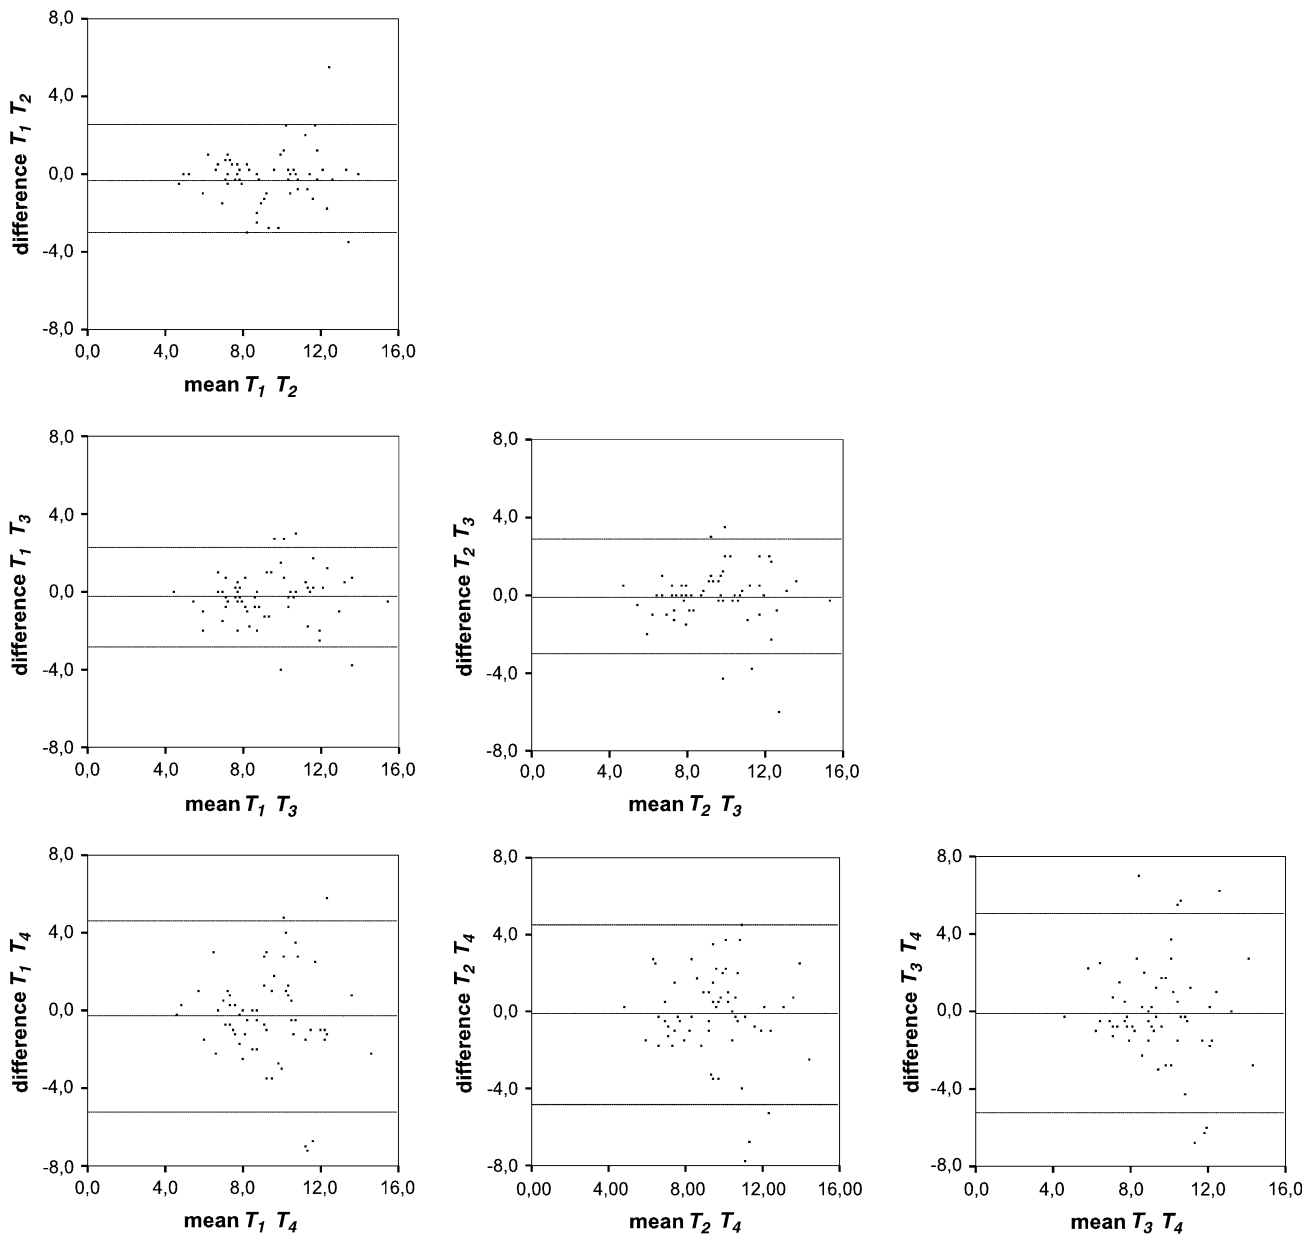 8,0
4,0
0,0
-4,0
-8,0
difference T1 T2
0,0 4,0 8,0 12,0 16,0
mean T1 T2
8,0
4,0
0,0
-4,0
-8,0
difference T1 T3
0,0 4,0 8,0 12,0 16,0
mean T1 T3
8,0
4,0
0,0
-4,0
-8,0
difference T2 T3
0,0 4,0 8,0 12,0 16,0
mean T2 T3
8,0
4,0
0,0
-4,0
-8,0
difference T1 T4
0,0 4,0 8,0 12,0 16,0
mean T1 T4
8,0
4,0
0,0
-4,0
-8,0
difference T2 T4
0,00 4,00 8,00 12,00 16,00
mean T2 T4
8,0
4,0
0,0
-4,0
-8,0
difference T3 T4
0,0 4,0 8,0 12,0 16,0
mean T3 T4